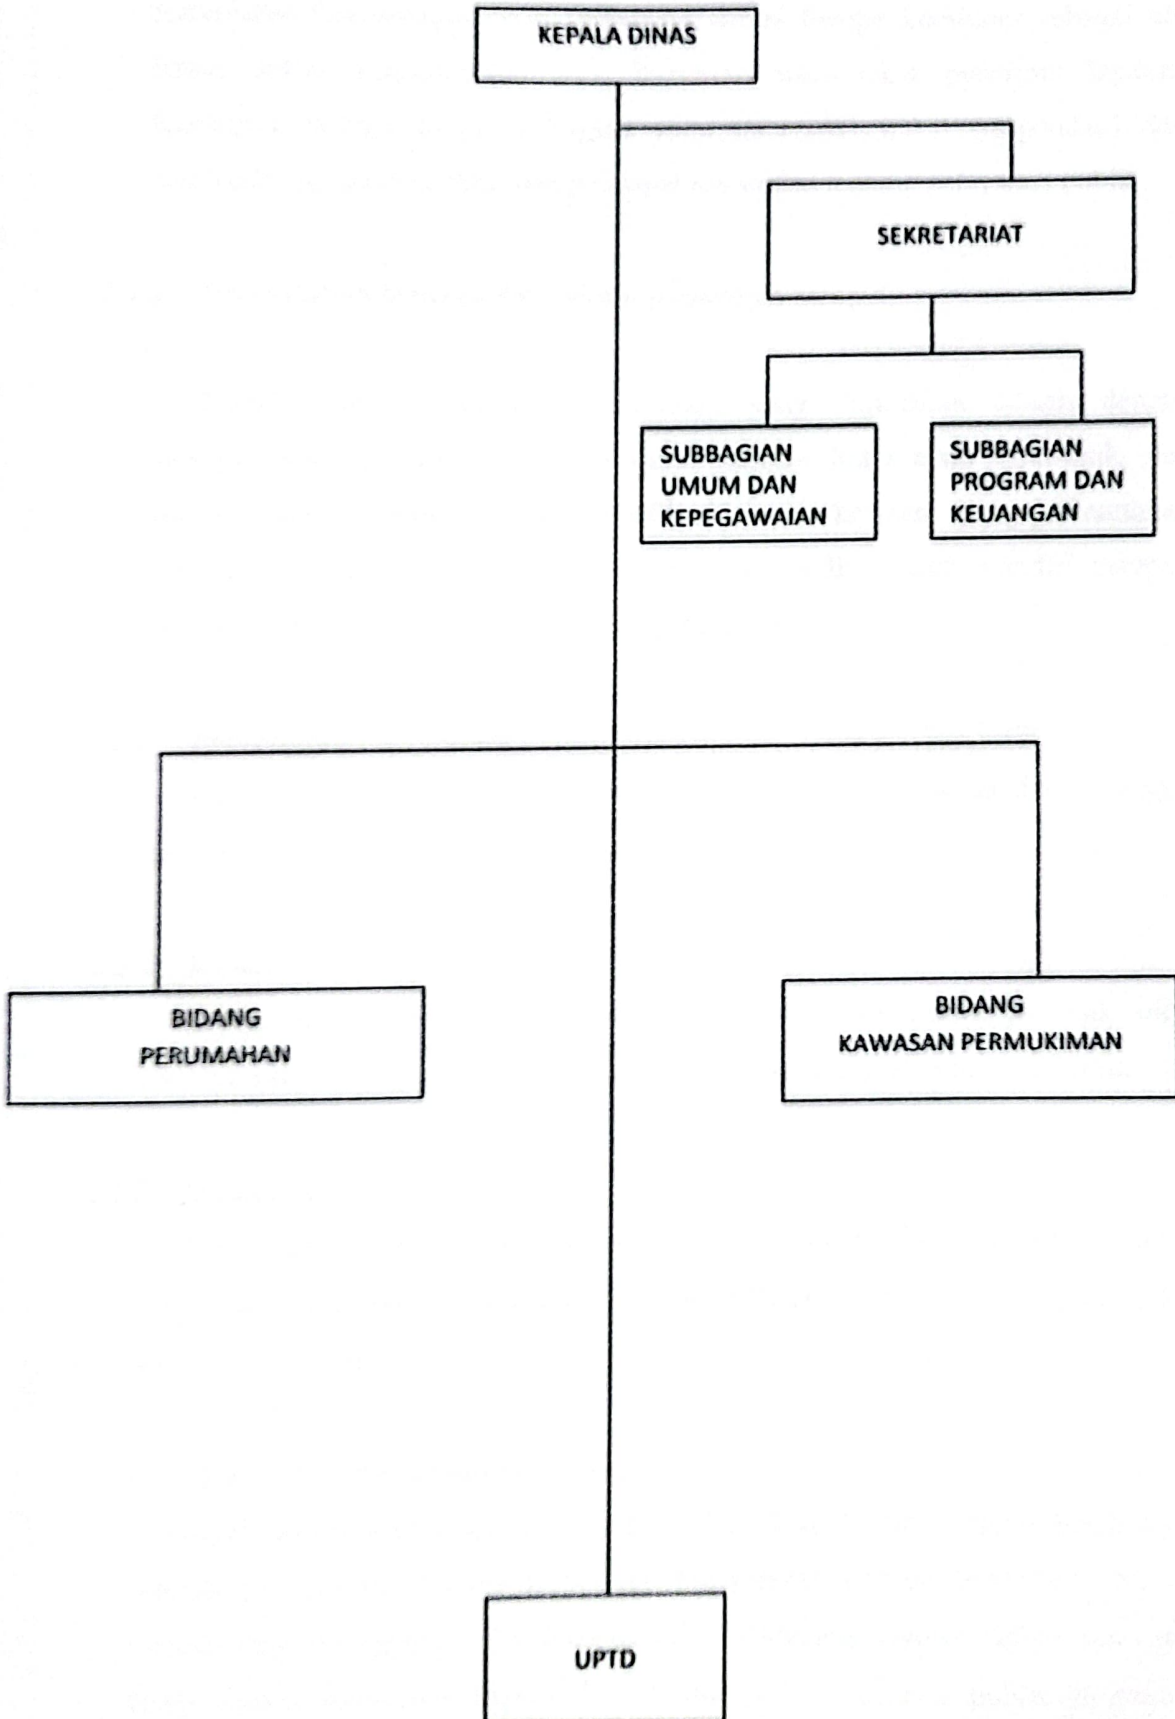 KEPALA DINAS
SEKRETARIAT
SUBBAGIAN
UMUM DAN
KEPEGAWAIAN
SUBBAGIAN
PROGRAM DAN
KEUANGAN
BIDANG
PERUMAHAN
BIDANG
KAWASAN PERMUKIMAN
UPTD